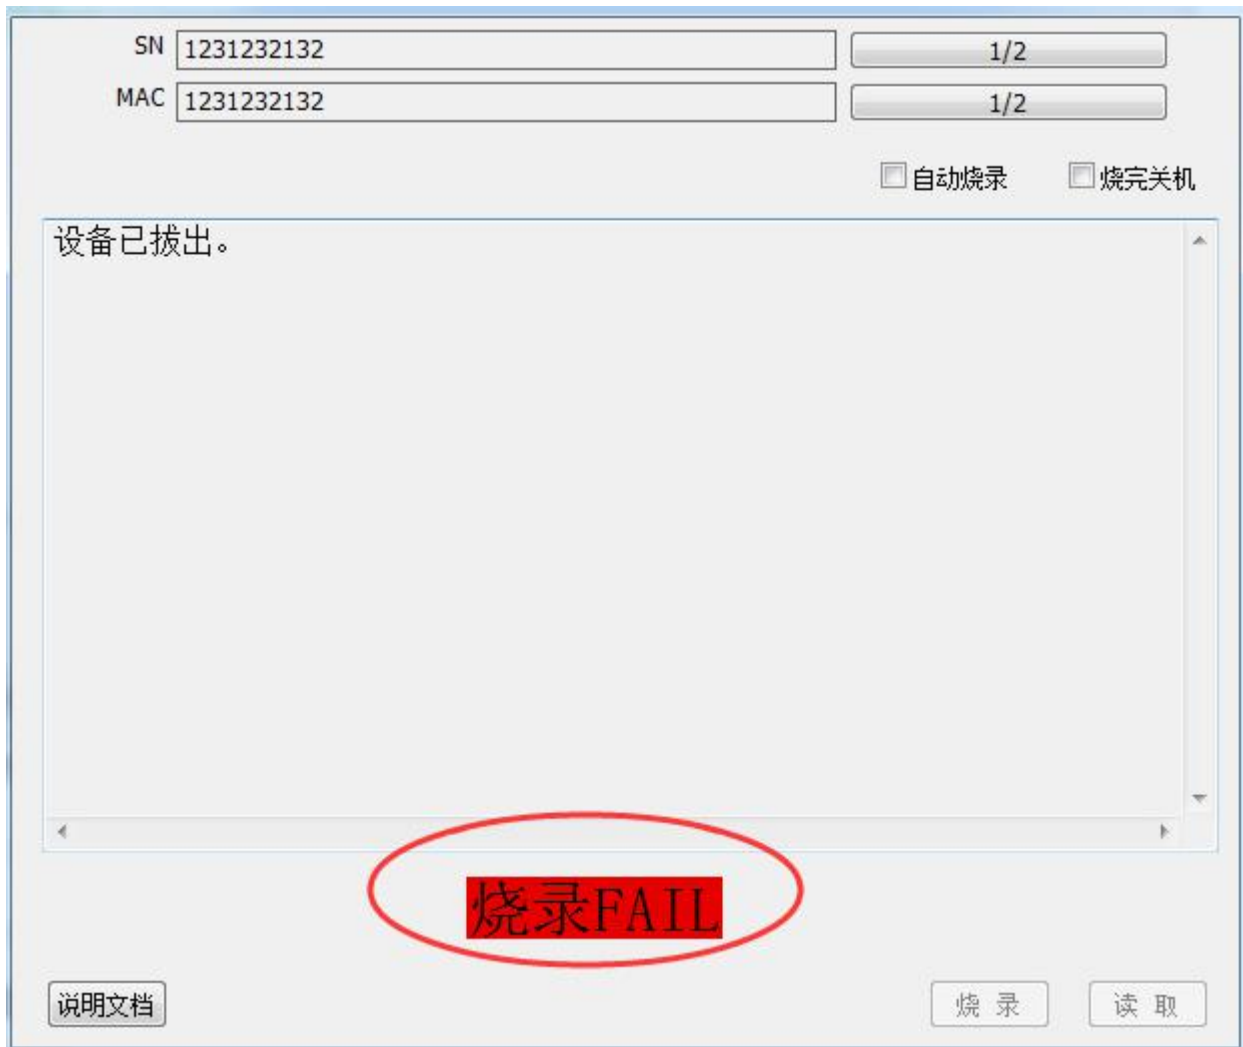 SN 1231232132 1/2
MAC 1231232132 1/2
自动烧录 烧完关机
设备已拔出。
烧录FAIL
说明文档 烧 录 读 取